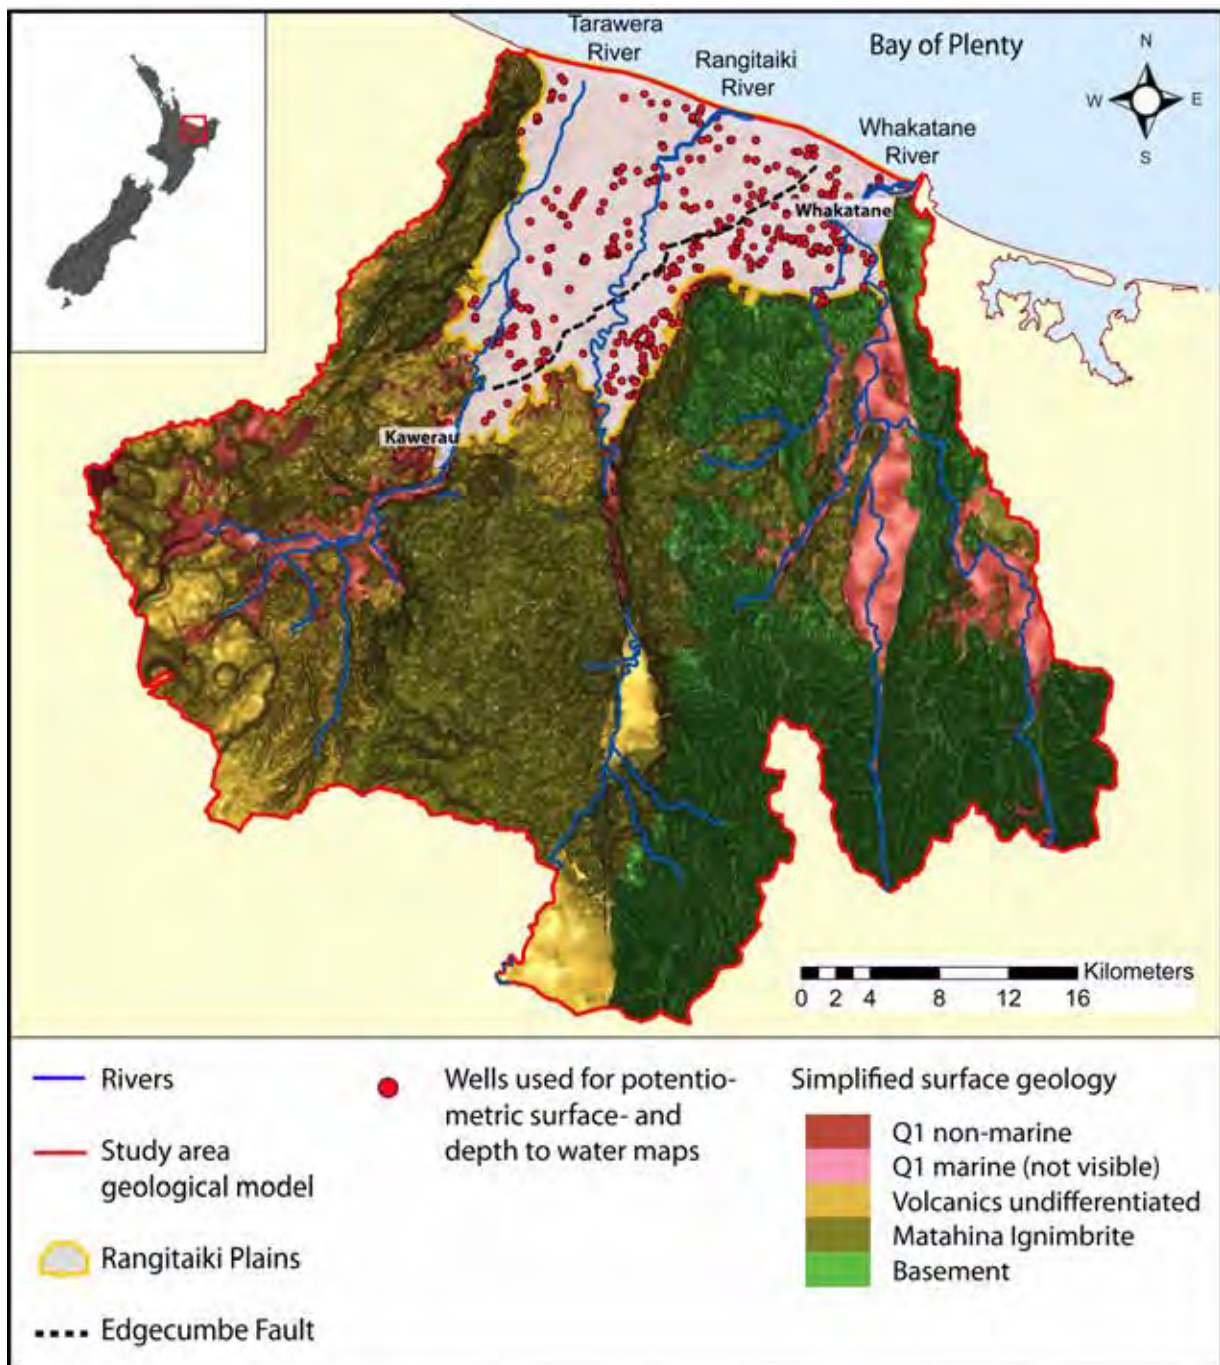 Tarawera
River
Bay of Plenty
Rangitaiki
River
Whakatane
River
N
W
E
S
Whakatane
Kawerau
Kilometers
0 2 4 8 12 16
Rivers
Study area
geological model
Rangitaiki Plains
Edgecumbe Fault
Wells used for potentio-
metric surface- and
depth to water maps
Simplified surface geology
Q1 non-marine
Q1 marine (not visible)
Volcanics undifferentiated
Matahina Ignimbrite
Basement